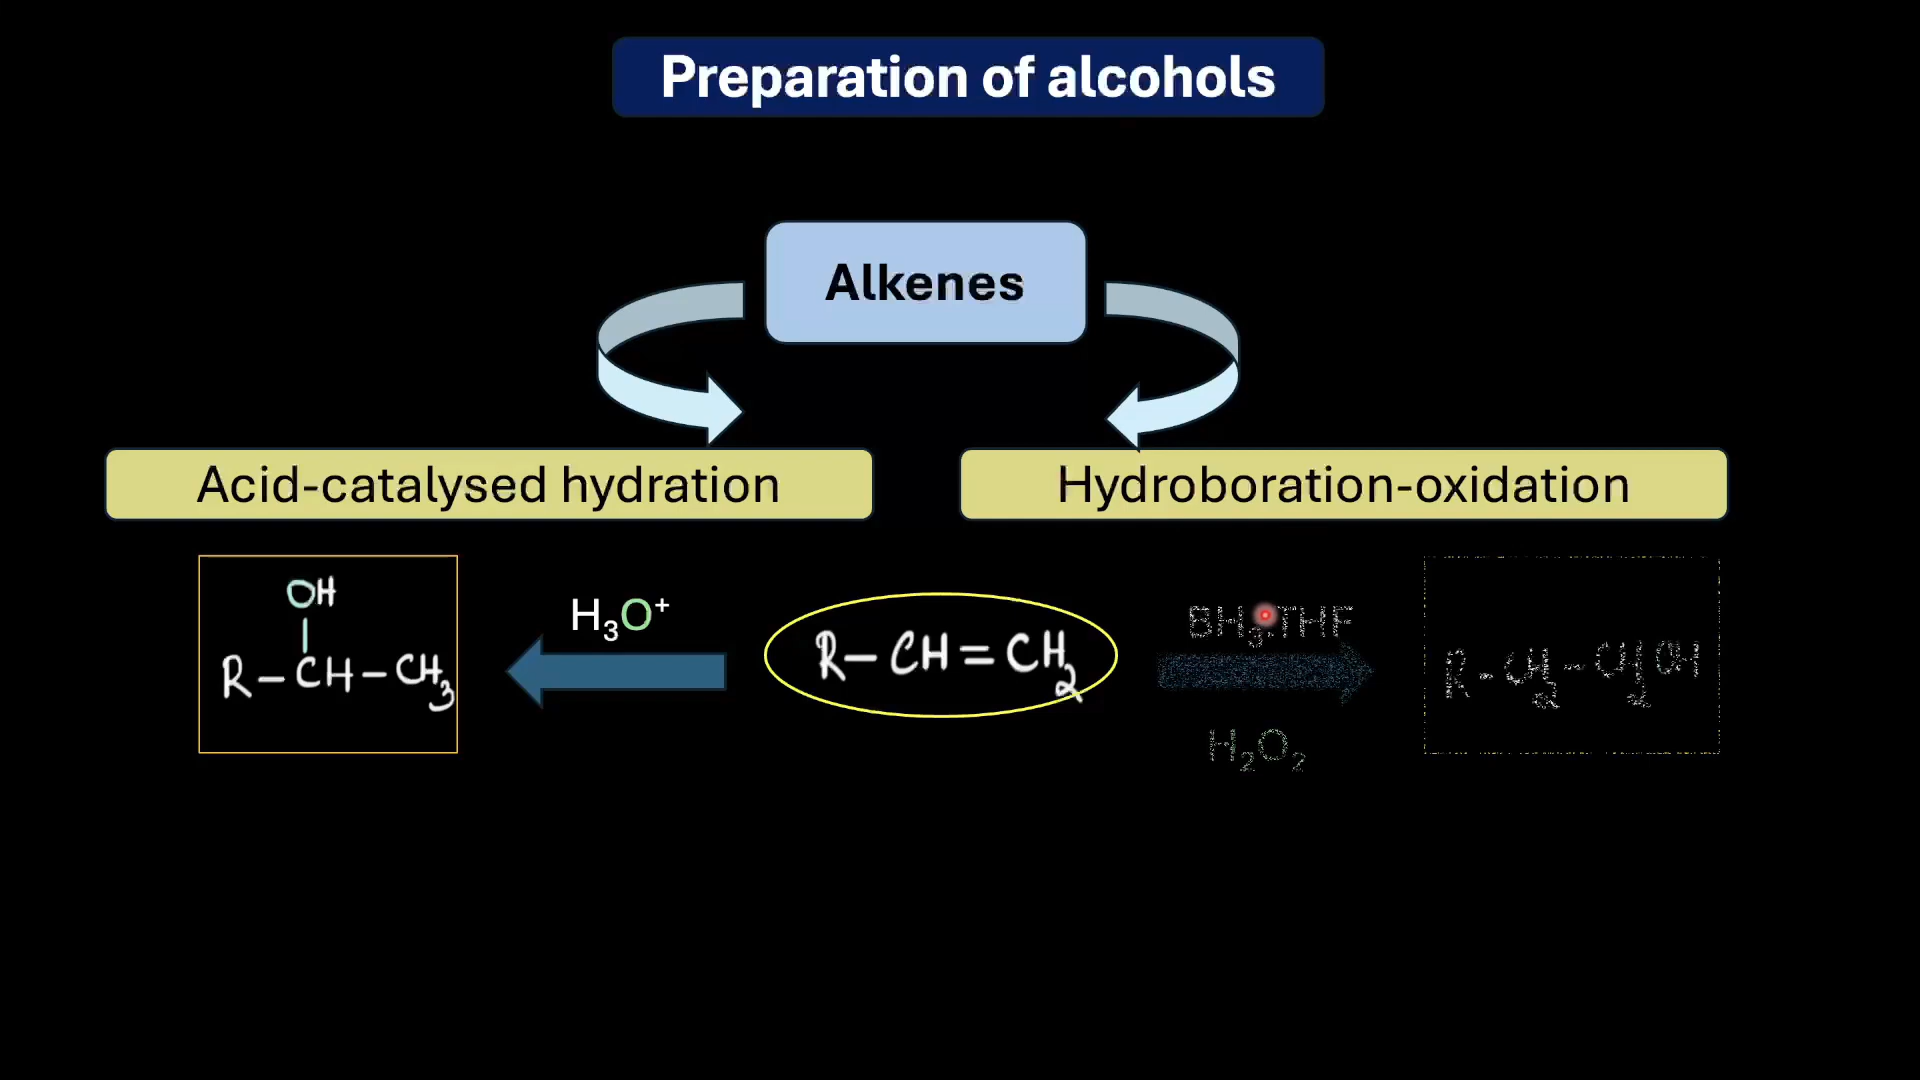 Preparation of alcohols
Alkenes
Acid-catalysed hydration
Hydroboration-oxidation
OH
R-CH-CH₃
H₃O⁺
R-CH=CH₂
BH₃.THF
H₂O₂
R-CH₂-CH₂OH